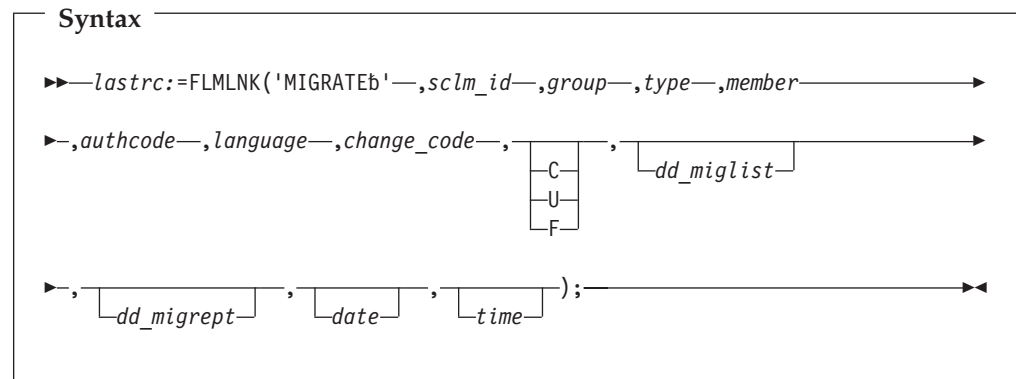 Syntax
►►─lastrc:=FLMLNK('MIGRATEƀ'─,sclm_id─,group─,type─,member─►
►─,authcode─,language─,change_code─,─,─►
C dd_miglist
U
F
►─,─,─,─);─►◄
dd_migrept date time